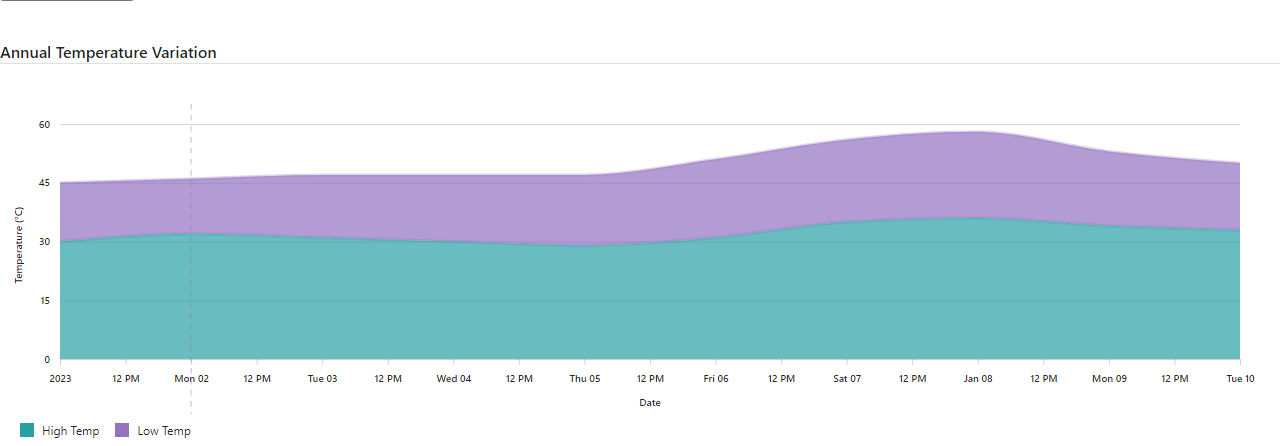 Annual Temperature Variation
60
45
30
15
0
Temperature (°C)
2023 12 PM Mon 02 12 PM Tue 03 12 PM Wed 04 12 PM Thu 05 12 PM Fri 06 12 PM Sat 07 12 PM Jan 08 12 PM Mon 09 12 PM Tue 10
Date
High Temp Low Temp